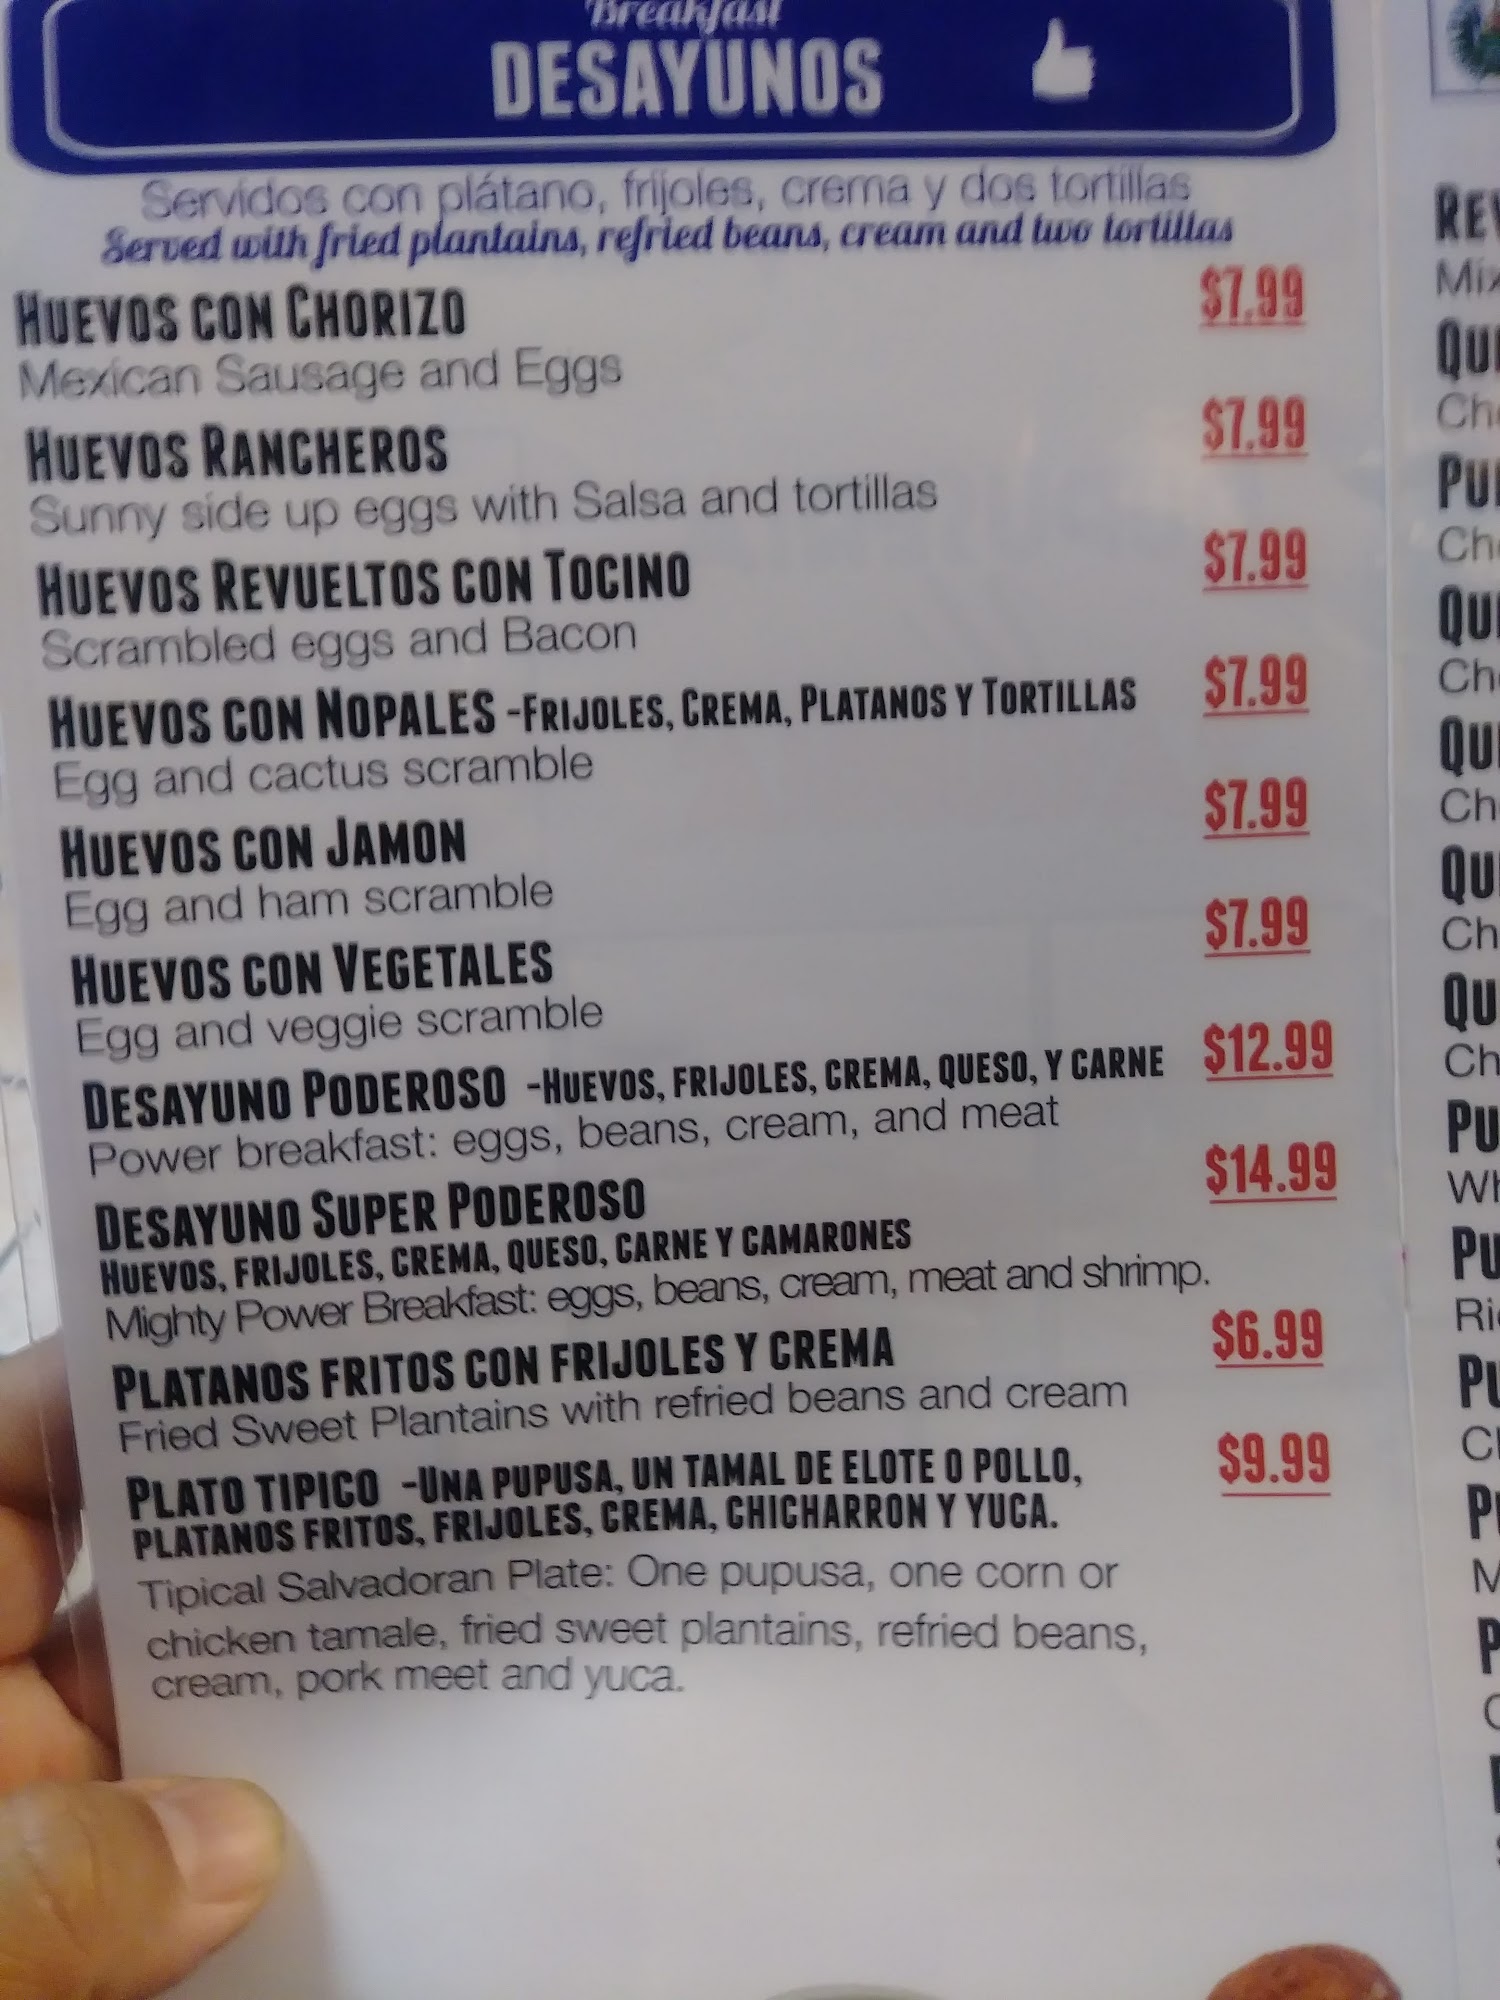 Breakfast
DESAYUNOS
Servidos con plátano, frijoles, crema y dos tortillas
Served with fried plantains, refried beans, cream and two tortillas
HUEVOS CON CHORIZO $7.99
Mexican Sausage and Eggs
HUEVOS RANCHEROS $7.99
Sunny side up eggs with Salsa and tortillas
HUEVOS REVUELTOS CON TOCINO $7.99
Scrambled eggs and Bacon
HUEVOS CON NOPALES -FRIJOLES, CREMA, PLATANOS Y TORTILLAS $7.99
Egg and cactus scramble
HUEVOS CON JAMON $7.99
Egg and ham scramble
HUEVOS CON VEGETALES $7.99
Egg and veggie scramble
DESAYUNO PODEROSO -HUEVOS, FRIJOLES, CREMA, QUESO, Y CARNE $12.99
Power breakfast: eggs, beans, cream, and meat
DESAYUNO SUPER PODEROSO $14.99
HUEVOS, FRIJOLES, CREMA, QUESO, CARNE Y CAMARONES
Mighty Power Breakfast: eggs, beans, cream, meat and shrimp.
PLATANOS FRITOS CON FRIJOLES Y CREMA $6.99
Fried Sweet Plantains with refried beans and cream
PLATO TIPICO -UNA PUPUSA, UN TAMAL DE ELOTE O POLLO, $9.99
PLATANOS FRITOS, FRIJOLES, CREMA, CHICHARRON Y YUCA.
Tipical Salvadoran Plate: One pupusa, one corn or
chicken tamale, fried sweet plantains, refried beans,
cream, pork meet and yuca.